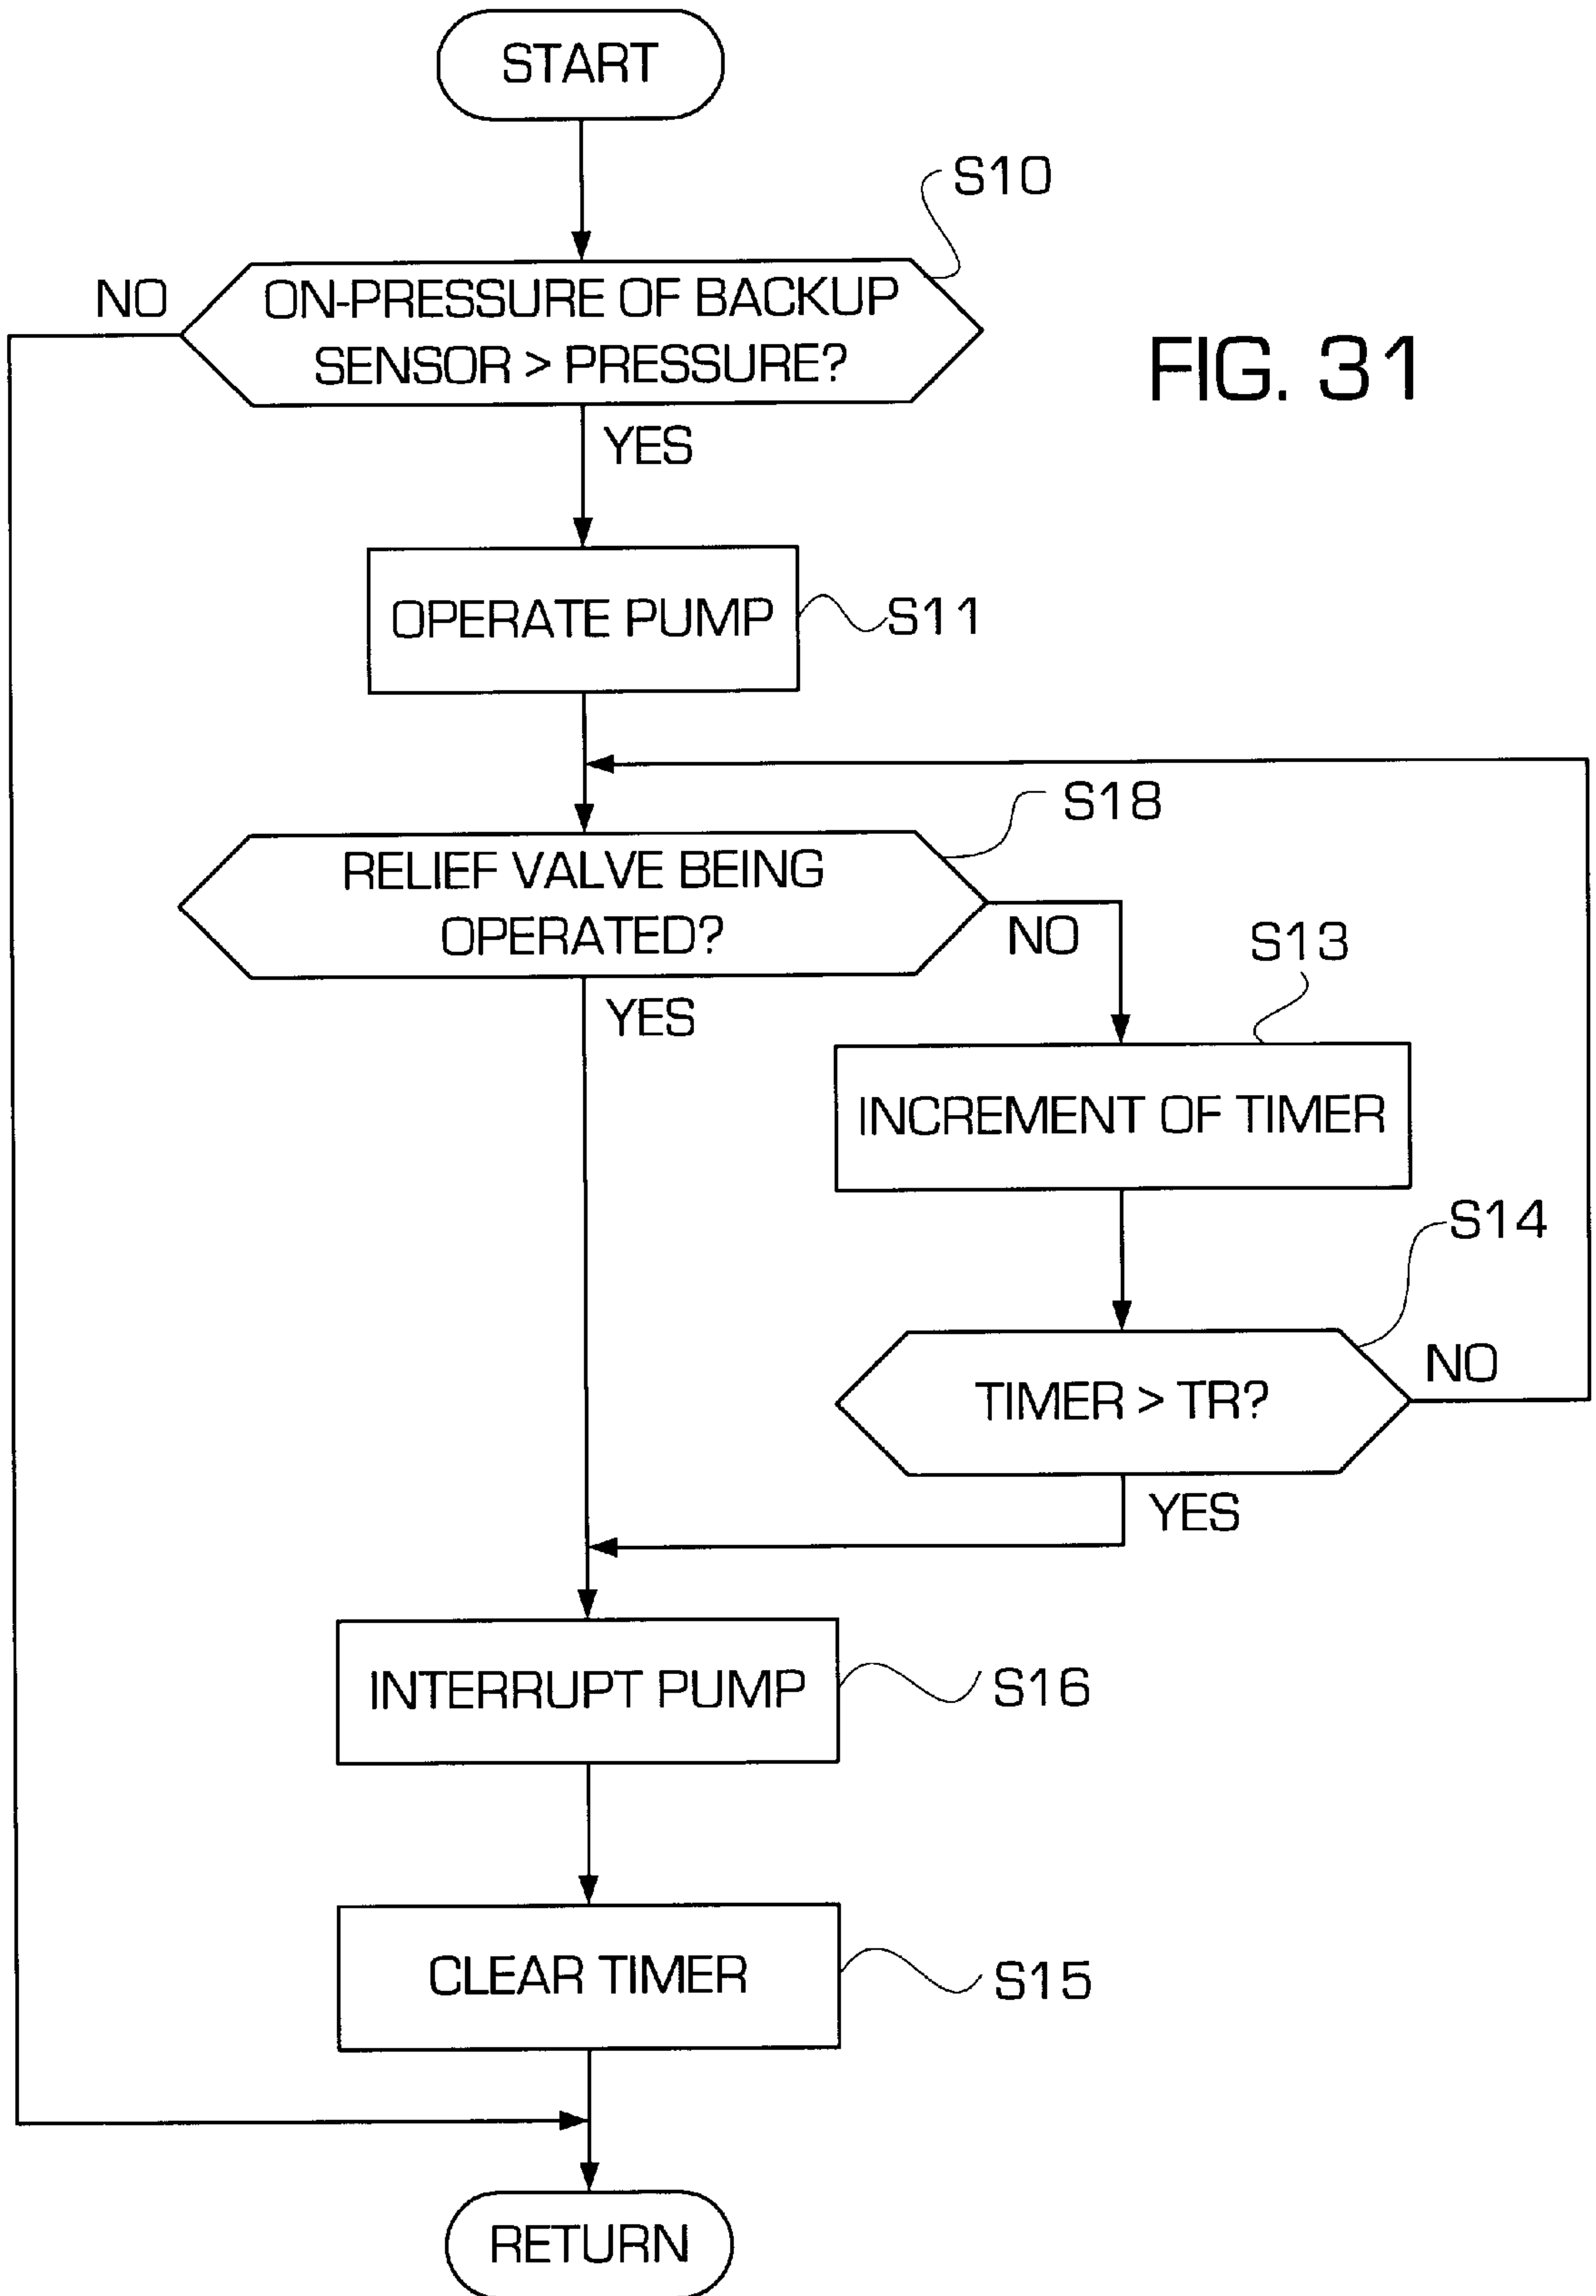 START
S10
NO
ON-PRESSURE OF BACKUP
SENSOR > PRESSURE?
FIG. 31
YES
OPERATE PUMP
S11
S18
RELIEF VALVE BEING
OPERATED?
NO
S13
YES
INCREMENT OF TIMER
S14
NO
TIMER > TR?
YES
INTERRUPT PUMP
S16
CLEAR TIMER
S15
RETURN